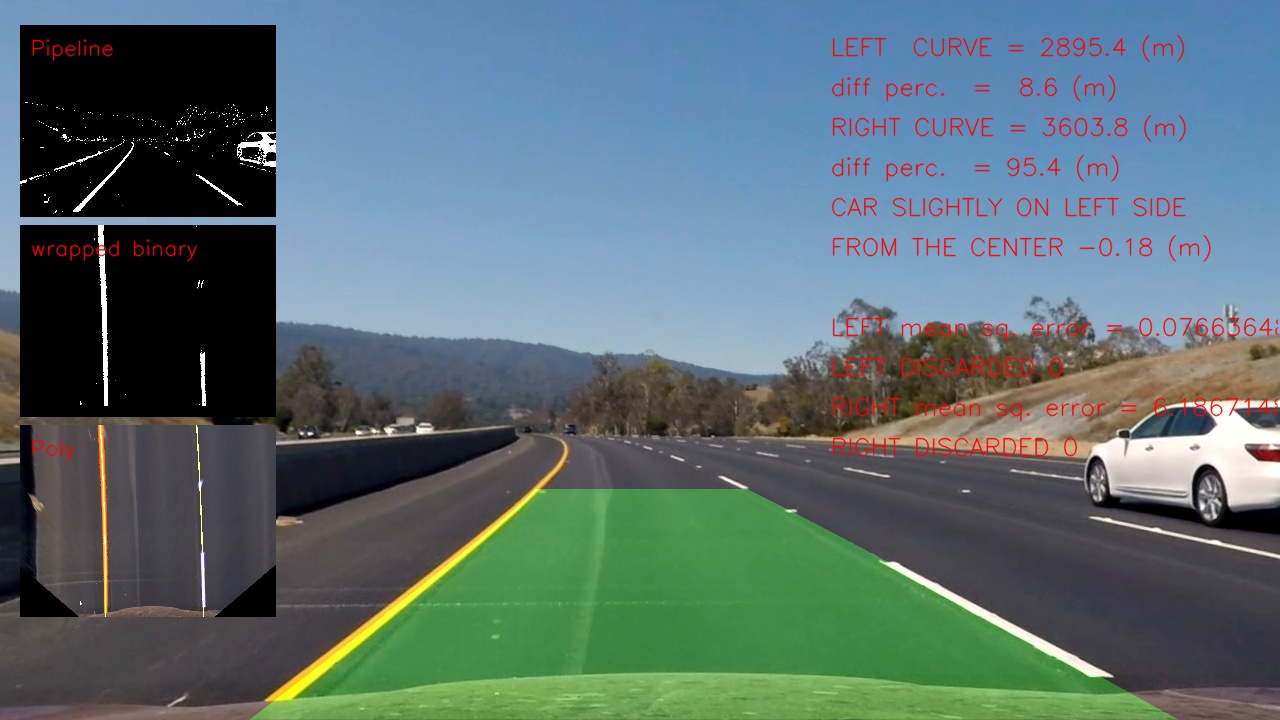 Pipeline
wrapped binary
Poly
LEFT CURVE = 2895.4 (m)
diff perc. = 8.6 (m)
RIGHT CURVE = 3603.8 (m)
diff perc. = 95.4 (m)
CAR SLIGHTLY ON LEFT SIDE
FROM THE CENTER -0.18 (m)
LEFT mean sq. error = 0.0766364
LEFT DISCARDED 0
RIGHT mean sq. error = 6.186714
RIGHT DISCARDED 0